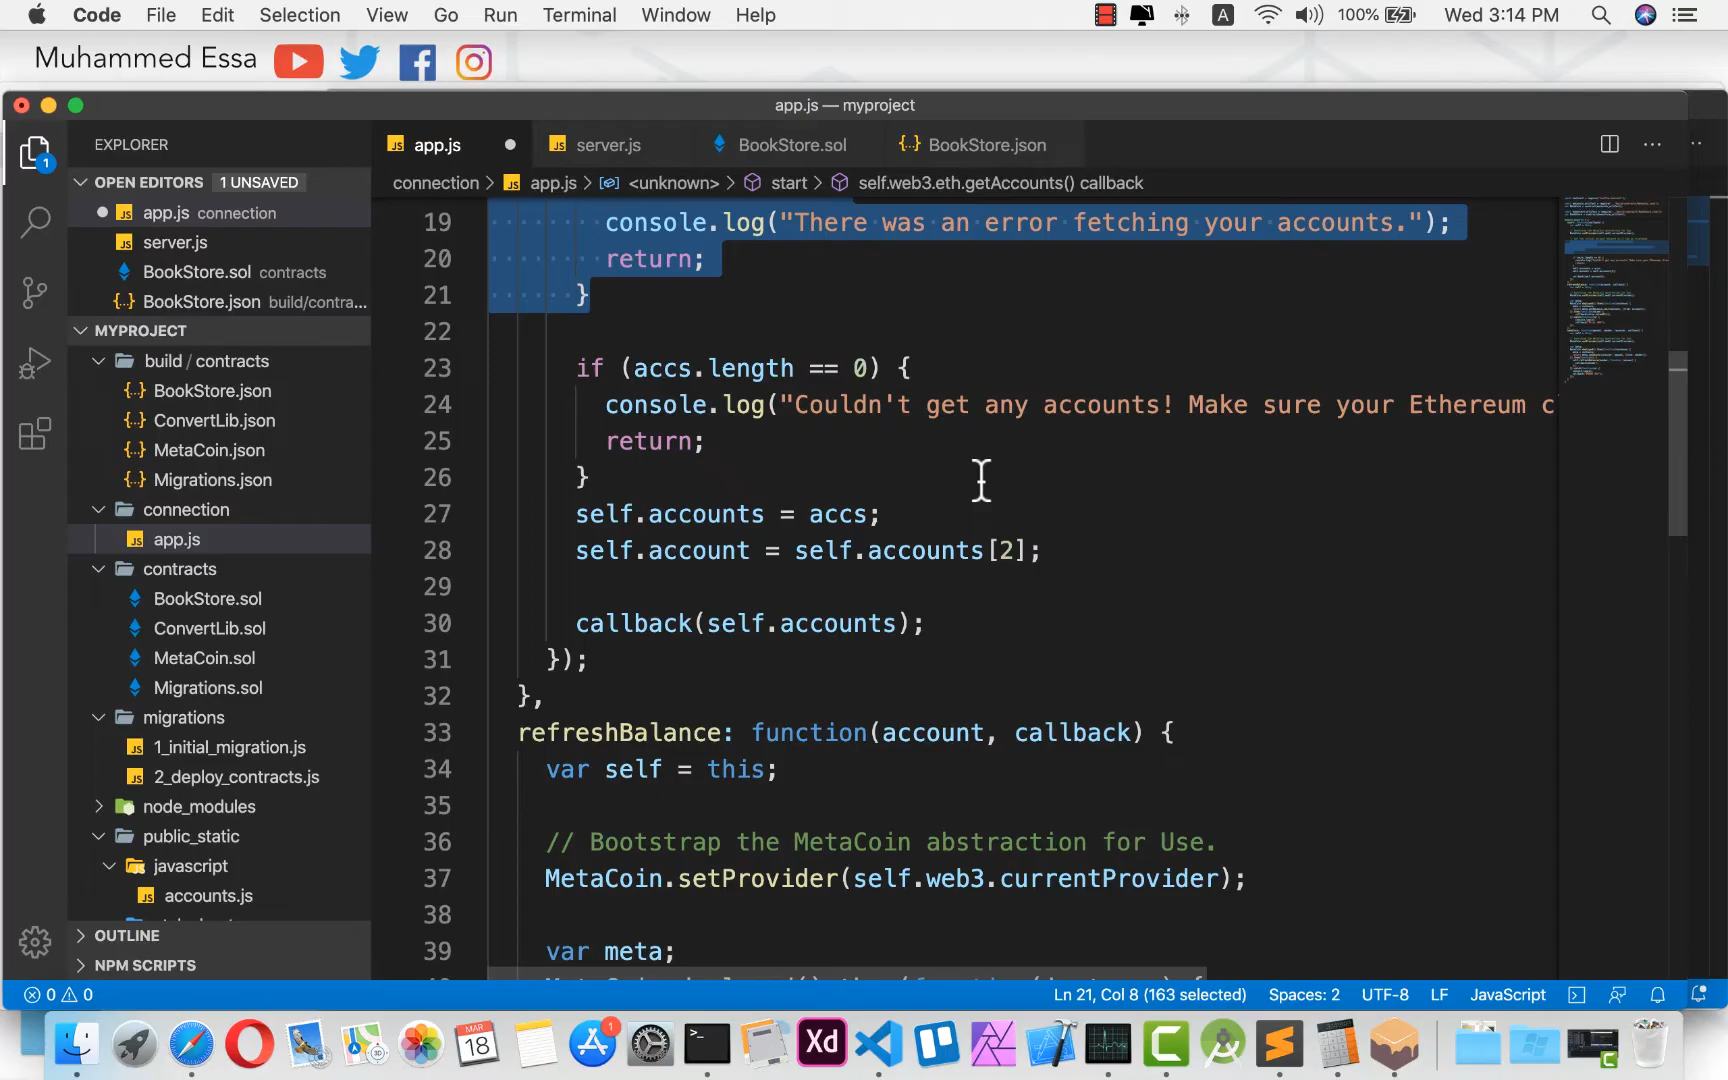 Code File Edit Selection View Go Run Terminal Window Help A 100% Wed 3:14 PM
Muhammed Essa
app.js — myproject
EXPLORER
app.js
server.js
BookStore.sol
BookStore.json
connection > app.js > <unknown> > start > self.web3.eth.getAccounts() callback
OPEN EDITORS 1 UNSAVED
app.js connection
server.js
BookStore.sol contracts
BookStore.json build/contra...
MYPROJECT
build / contracts
BookStore.json
ConvertLib.json
MetaCoin.json
Migrations.json
connection
app.js
contracts
BookStore.sol
ConvertLib.sol
MetaCoin.sol
Migrations.sol
migrations
1_initial_migration.js
2_deploy_contracts.js
node_modules
public_static
javascript
accounts.js
OUTLINE
NPM SCRIPTS
19 console.log("There was an error fetching your accounts.");
20 return;
21 }
22
23 if (accs.length == 0) {
24 console.log("Couldn't get any accounts! Make sure your Ethereum c
25 return;
26 }
27 self.accounts = accs;
28 self.account = self.accounts[2];
29
30 callback(self.accounts);
31 });
32 },
33 refreshBalance: function(account, callback) {
34 var self = this;
35
36 // Bootstrap the MetaCoin abstraction for Use.
37 MetaCoin.setProvider(self.web3.currentProvider);
38
39 var meta;
0 0 Ln 21, Col 8 (163 selected) Spaces: 2 UTF-8 LF JavaScript
MAR
18
1
Xd